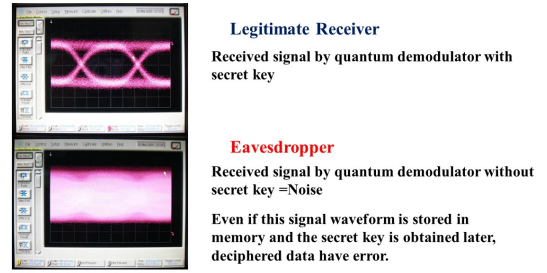 Legitimate Receiver
Received signal by quantum demodulator with
secret key
Eavesdropper
Received signal by quantum demodulator without
secret key =Noise
Even if this signal waveform is stored in
memory and the secret key is obtained later,
deciphered data have error.